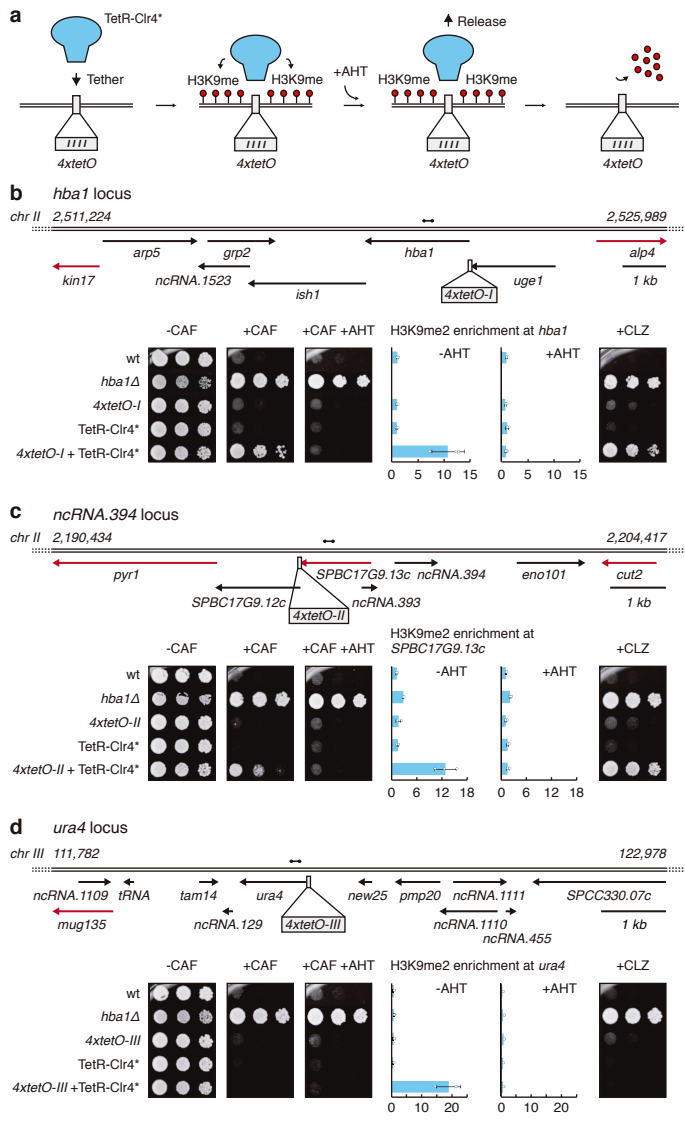 a
TetR-Clr4*
Tether
4xtetO
H3K9me H3K9me
4xtetO
+AHT
Release
H3K9me H3K9me
4xtetO
4xtetO
b hba1 locus
chr II 2,511,224 2,525,989
arp5 grp2 hba1 alp4
kin17 ncRNA.1523 ish1 4xtetO-I uge1 1 kb
-CAF +CAF +CAF +AHT H3K9me2 enrichment at hba1 +CLZ
-AHT +AHT
wt
hba1Δ
4xtetO-I
TetR-Clr4*
4xtetO-I + TetR-Clr4*
0 5 10 15 0 5 10 15
c ncRNA.394 locus
chr II 2,190,434 2,204,417
pyr1 SPBC17G9.13c ncRNA.394 eno101 cut2
SPBC17G9.12c 4xtetO-II ncRNA.393 1 kb
-CAF +CAF +CAF +AHT H3K9me2 enrichment at +CLZ
SPBC17G9.13c
-AHT +AHT
wt
hba1Δ
4xtetO-II
TetR-Clr4*
4xtetO-II + TetR-Clr4*
0 6 12 18 0 6 12 18
d ura4 locus
chr III 111,782 122,978
ncRNA.1109 tRNA tam14 ura4 new25 pmp20 ncRNA.1111 SPCC330.07c
mug135 ncRNA.129 4xtetO-III ncRNA.1110 1 kb
ncRNA.455
-CAF +CAF +CAF +AHT H3K9me2 enrichment at ura4 +CLZ
-AHT +AHT
wt
hba1Δ
4xtetO-III
TetR-Clr4*
4xtetO-III +TetR-Clr4*
0 10 20 0 10 20